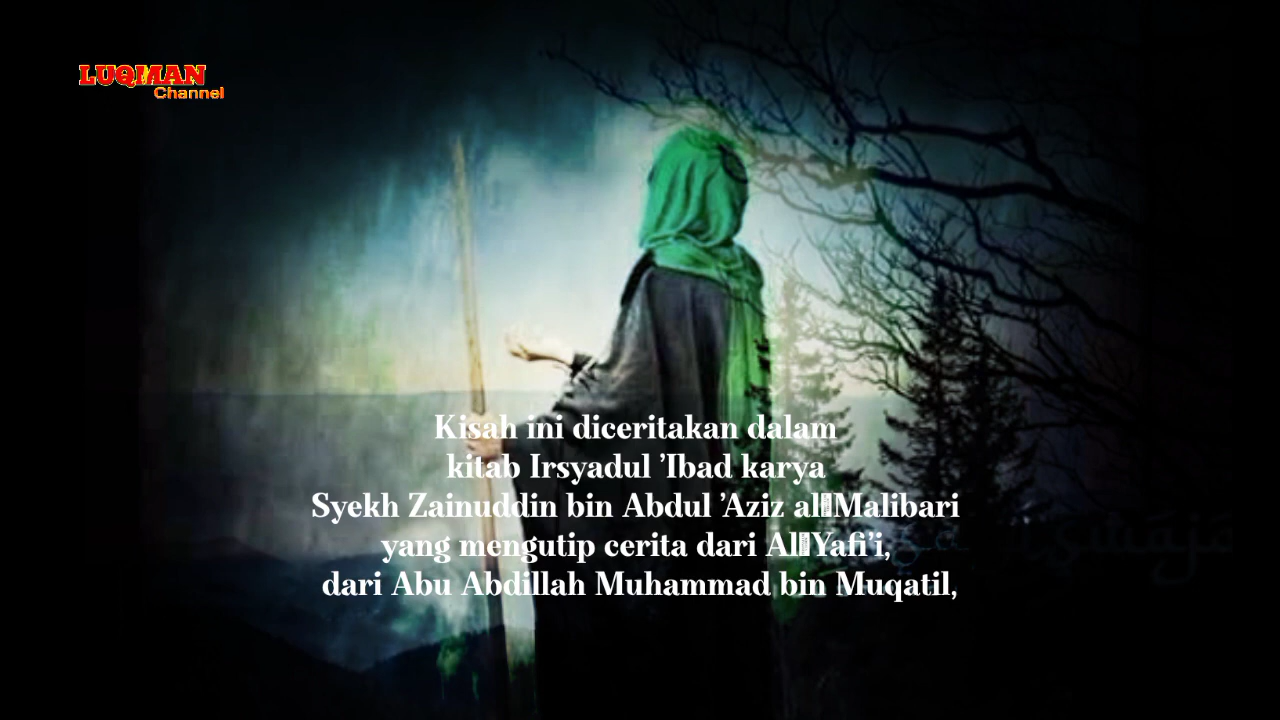 LUQMAN
Channel
Kisah ini diceritakan dalam
kitab Irsyadul 'Ibad karya
Syekh Zainuddin bin Abdul 'Aziz al▯Malibari
yang mengutip cerita dari Al▯Yafi'i,
dari Abu Abdillah Muhammad bin Muqatil,